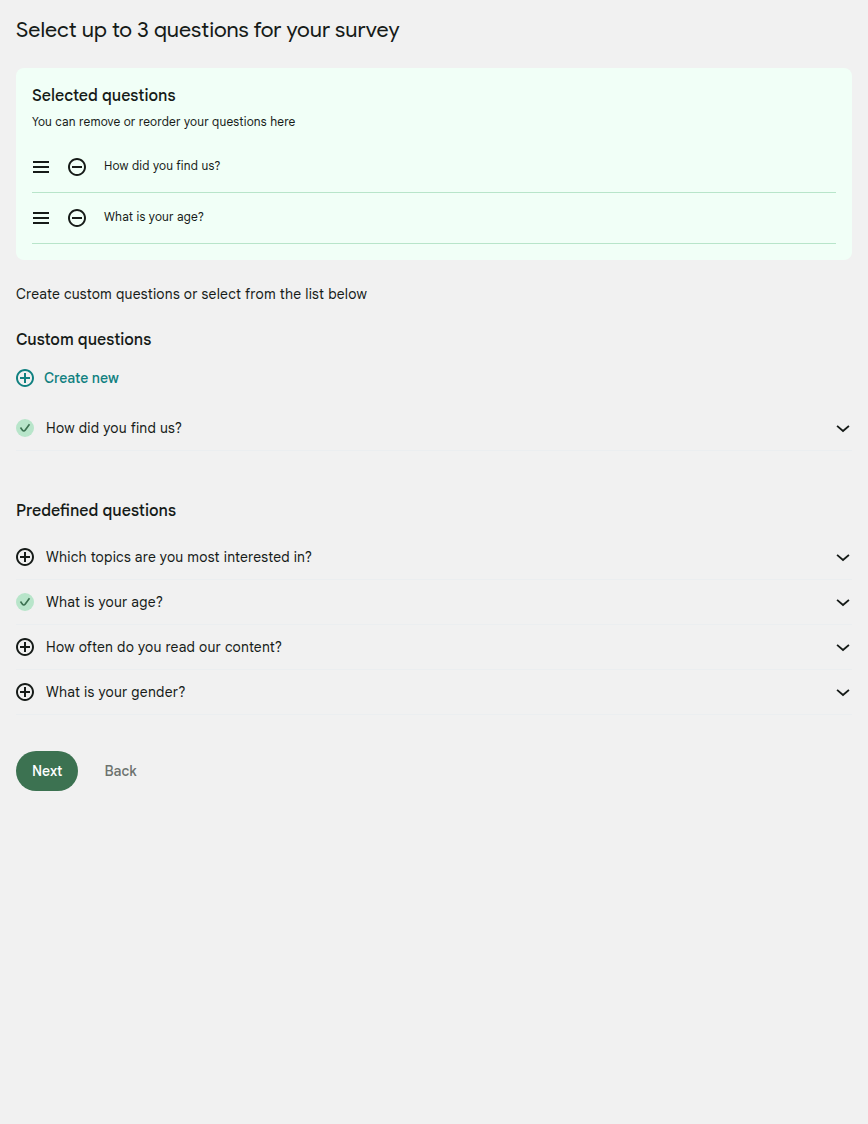 Select up to 3 questions for your survey
Selected questions
You can remove or reorder your questions here
How did you find us?
What is your age?
Create custom questions or select from the list below
Custom questions
Create new
How did you find us?
Predefined questions
Which topics are you most interested in?
What is your age?
How often do you read our content?
What is your gender?
Next
Back